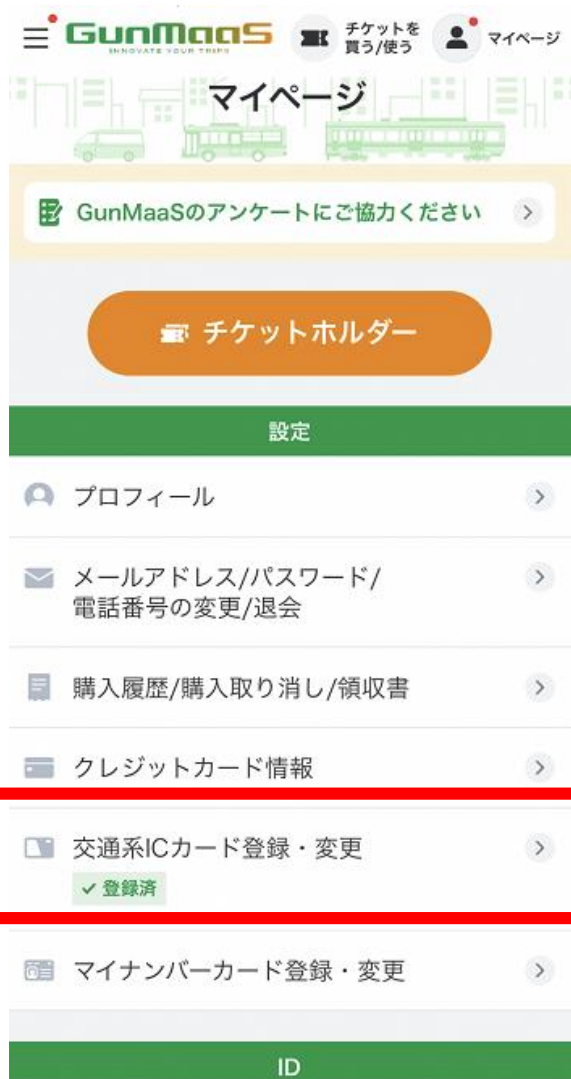 GunMaaS
INNOVATE YOUR TRIPS
チケットを
買う/使う
マイページ
マイページ
GunMaaSのアンケートにご協力ください
チケットホルダー
設定
プロフィール
メールアドレス/パスワード/
電話番号の変更/退会
購入履歴/購入取り消し/領収書
クレジットカード情報
交通系ICカード登録・変更
✓ 登録済
マイナンバーカード登録・変更
ID